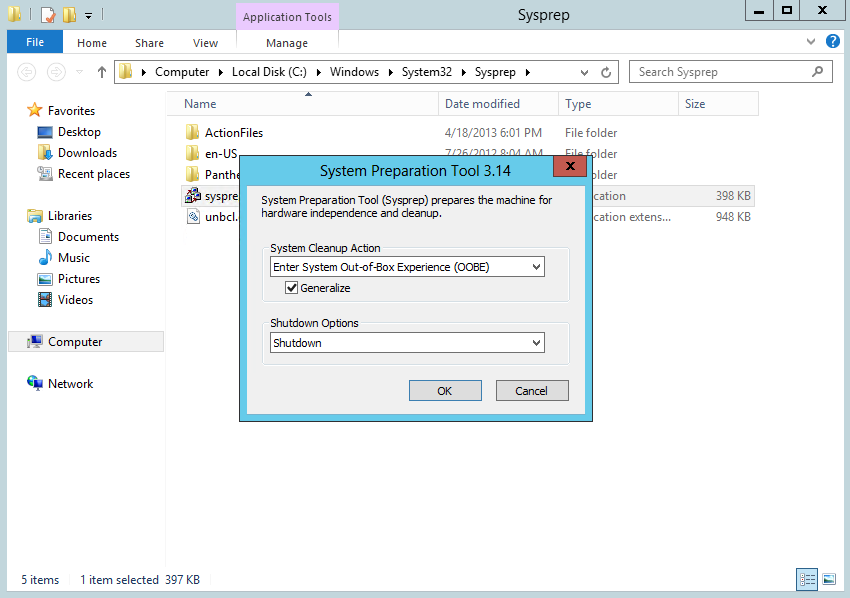 Application Tools
Sysprep
File
Home
Share
View
Manage
Computer
Local Disk (C:)
Windows
System32
Sysprep
Search Sysprep
Favorites
Desktop
Downloads
Recent places
Libraries
Documents
Music
Pictures
Videos
Computer
Network
Name
Date modified
Type
Size
ActionFiles
4/18/2013 6:01 PM
File folder
en-US
7/26/2012 8:04 AM
File folder
Panthe
lder
syspre
cation
398 KB
unbcl.
cation extens...
948 KB
System Preparation Tool 3.14
System Preparation Tool (Sysprep) prepares the machine for
hardware independence and cleanup.
System Cleanup Action
Enter System Out-of-Box Experience (OOBE)
Generalize
Shutdown Options
Shutdown
OK
Cancel
5 items
1 item selected 397 KB